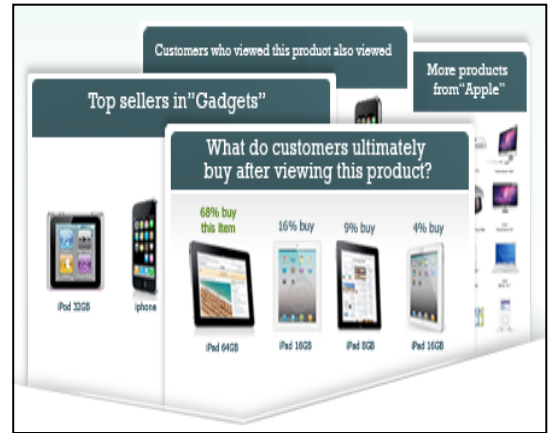 Customers who viewed this product also viewed
More products
from"Apple"
Top sellers in"Gadgets"
What do customers ultimately
buy after viewing this product?
68% buy
this item
16% buy
9% buy
4% buy
iPod 32GB
iphone
iPad 64GB
iPad 16GB
iPad 8GB
iPad 16GB